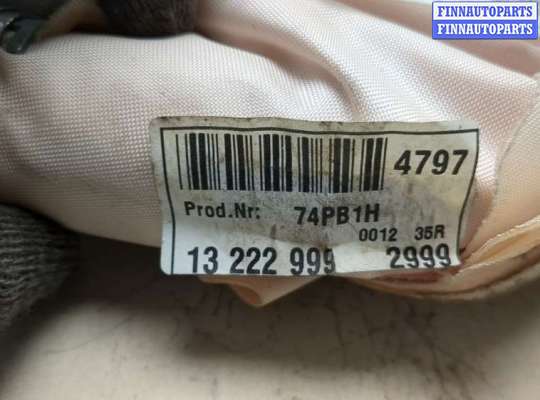 FINNAUTOPARTS
FINNAUTOPARTS
4797
Prod.Nr: 74PB1H
0012 35R
13 222 999 2999